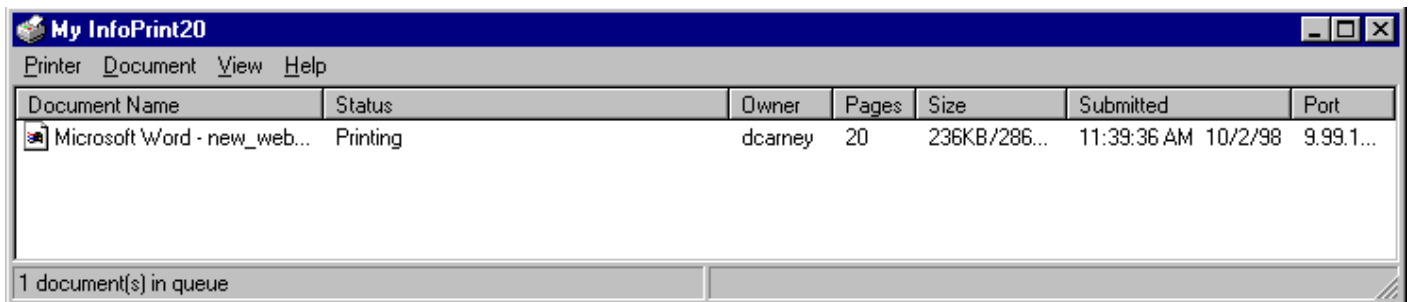 My InfoPrint20
Printer Document View Help
Document Name Status Owner Pages Size Submitted Port
Microsoft Word - new_web... Printing dcarney 20 236KB/286... 11:39:36 AM 10/2/98 9.99.1...
1 document(s) in queue